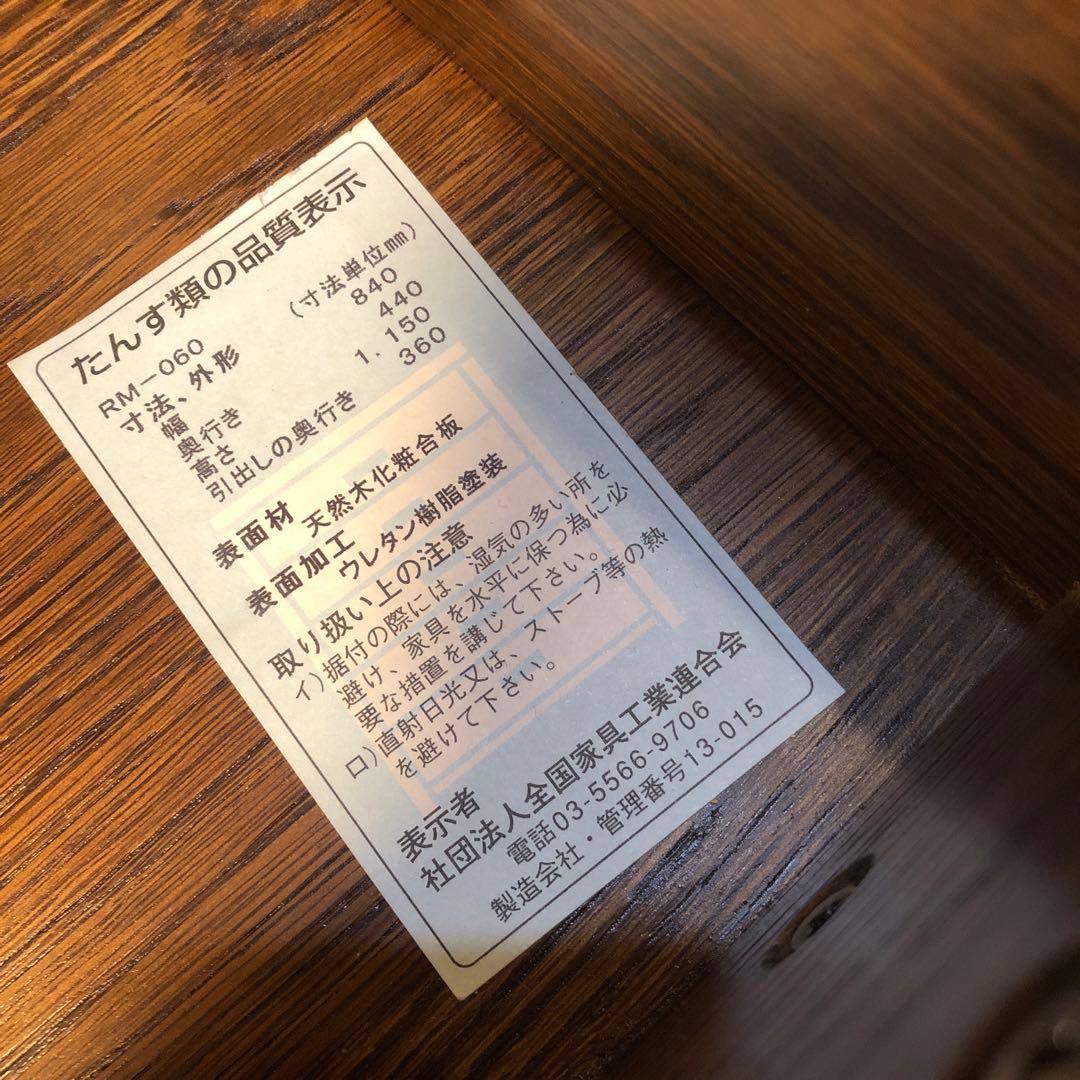 たんす類の品質表示
RM-060
寸法、外形 (寸法単位mm)
幅 840
奥行き 440
高さ 1.150
引出しの奥行き 360
表面材
天然木化粧合板
表面加工
ウレタン樹脂塗装
取り扱い上の注意
イ)据付の際には、湿気の多い所を
避け、家具を水平に保つ為に必
要な措置を講じて下さい。
ロ)直射日光又は、ストーブ等の熱
を避けて下さい。
表示者
社団法人全国家具工業連合会
電話03-5566-9706
製造会社・管理番号13-015